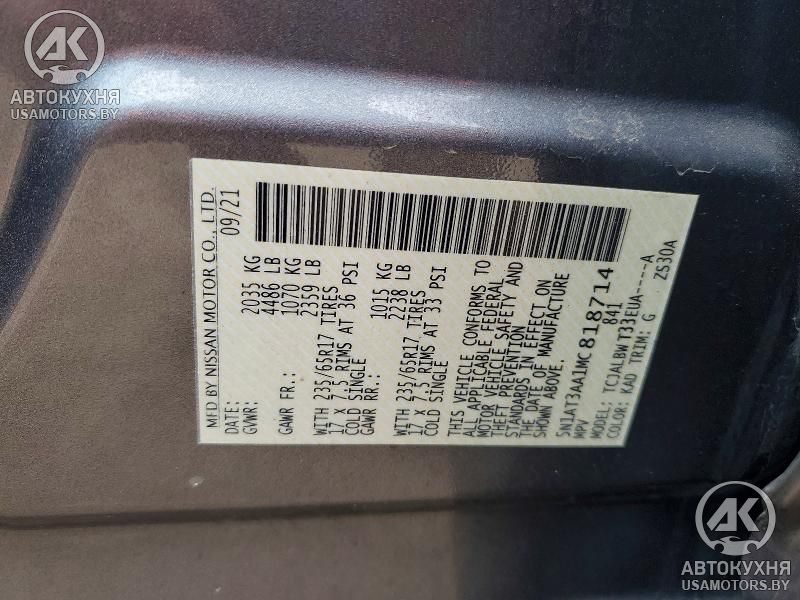 AK
АВТОКУХНЯ
USAMOTORS.BY
MFD BY NISSAN MOTOR CO., LTD.
DATE: 09/21
GVWR: 2035 KG
4486 LB
GAWR FR.: 1070 KG
2359 LB
WITH 235/65R17 TIRES
17 X 7.5 RIMS AT 36 PSI
COLD SINGLE
GAWR RR.: 1015 KG
2238 LB
WITH 235/65R17 TIRES
17 X 7.5 RIMS AT 33 PSI
COLD SINGLE
THIS VEHICLE CONFORMS TO
ALL APPLICABLE FEDERAL
MOTOR VEHICLE SAFETY AND
THEFT PREVENTION
STANDARDS IN EFFECT ON
THE DATE OF MANUFACTURE
SHOWN ABOVE.
5N1AT3AA1MC818714
MPV 841
MODEL: TCJALBWT33EUA-----A
COLOR: KAD TRIM: G ZS30A
AK
АВТОКУХНЯ
USAMOTORS.BY